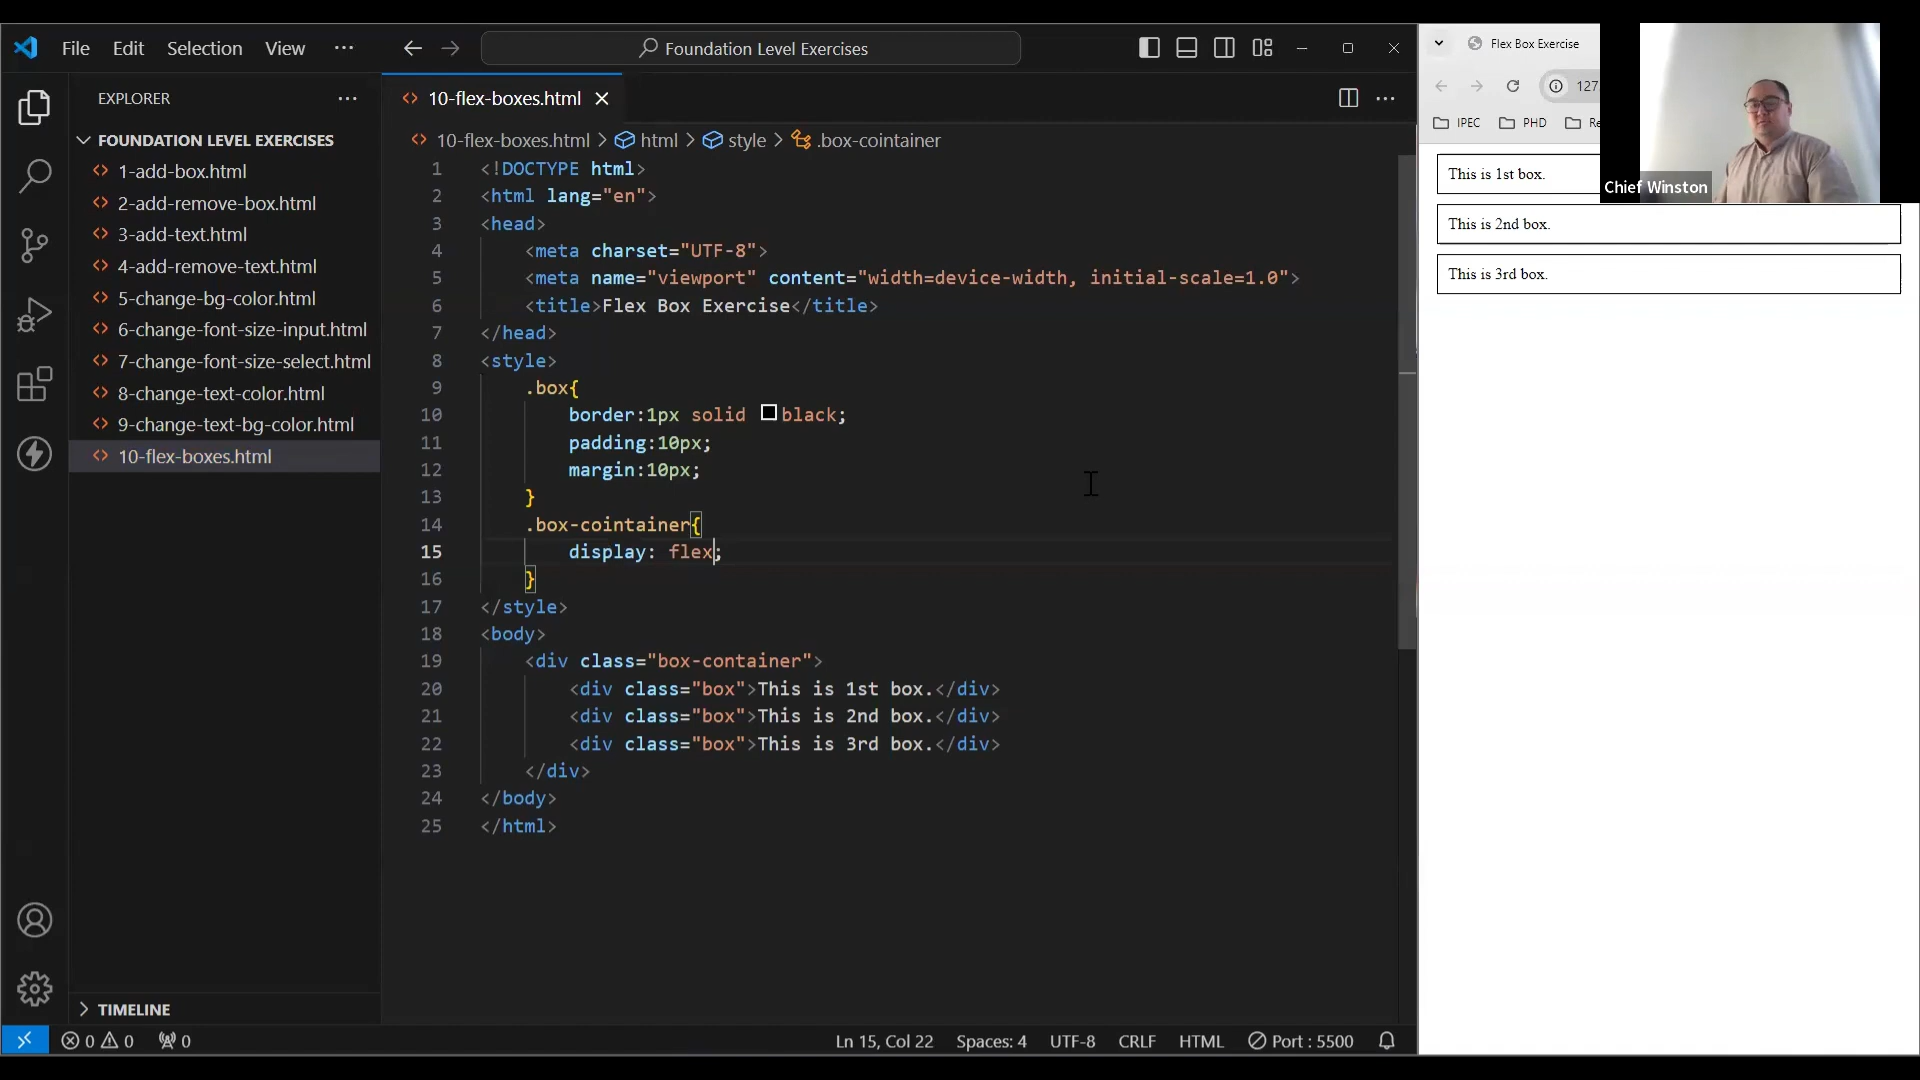 File Edit Selection View ...
Foundation Level Exercises
EXPLORER
FOUNDATION LEVEL EXERCISES
1-add-box.html
2-add-remove-box.html
3-add-text.html
4-add-remove-text.html
5-change-bg-color.html
6-change-font-size-input.html
7-change-font-size-select.html
8-change-text-color.html
9-change-text-bg-color.html
10-flex-boxes.html
TIMELINE
10-flex-boxes.html
10-flex-boxes.html > html > style > .box-cointainer
1 <!DOCTYPE html>
2 <html lang="en">
3 <head>
4 <meta charset="UTF-8">
5 <meta name="viewport" content="width=device-width, initial-scale=1.0">
6 <title>Flex Box Exercise</title>
7 </head>
8 <style>
9 .box{
10 border:1px solid black;
11 padding:10px;
12 margin:10px;
13 }
14 .box-cointainer{
15 display: flex;
16 }
17 </style>
18 <body>
19 <div class="box-container">
20 <div class="box">This is 1st box.</div>
21 <div class="box">This is 2nd box.</div>
22 <div class="box">This is 3rd box.</div>
23 </div>
24 </body>
25 </html>
0 0 0
Ln 15, Col 22 Spaces: 4 UTF-8 CRLF HTML Port : 5500
Flex Box Exercise
127.
IPEC PHD Re
This is 1st box.
This is 2nd box.
This is 3rd box.
Chief Winston